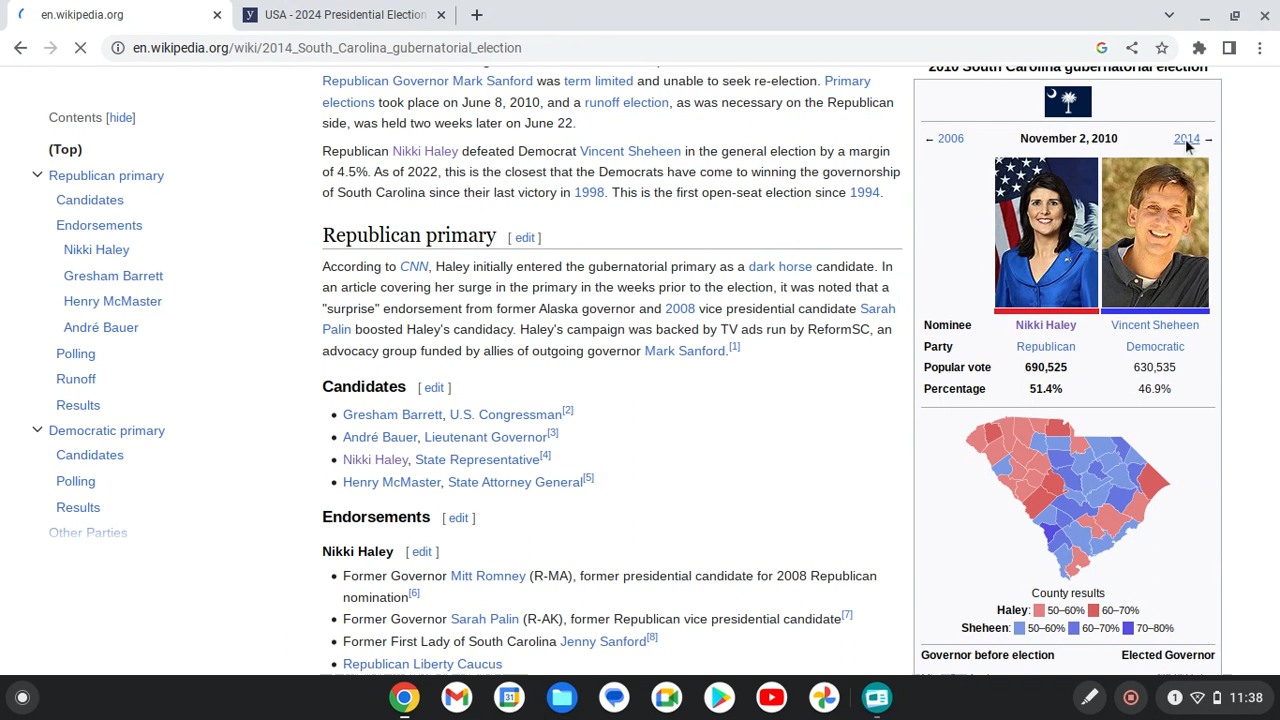 en.wikipedia.org
USA - 2024 Presidential Election
en.wikipedia.org/wiki/2014_South_Carolina_gubernatorial_election
Contents [hide]
(Top)
Republican primary
Candidates
Endorsements
Nikki Haley
Gresham Barrett
Henry McMaster
André Bauer
Polling
Runoff
Results
Democratic primary
Candidates
Polling
Results
Other Parties
Republican Governor Mark Sanford was term limited and unable to seek re-election. Primary
elections took place on June 8, 2010, and a runoff election, as was necessary on the Republican
side, was held two weeks later on June 22.
Republican Nikki Haley defeated Democrat Vincent Sheheen in the general election by a margin
of 4.5%. As of 2022, this is the closest that the Democrats have come to winning the governorship
of South Carolina since their last victory in 1998. This is the first open-seat election since 1994.
Republican primary [ edit ]
According to CNN, Haley initially entered the gubernatorial primary as a dark horse candidate. In
an article covering her surge in the primary in the weeks prior to the election, it was noted that a
"surprise" endorsement from former Alaska governor and 2008 vice presidential candidate Sarah
Palin boosted Haley's candidacy. Haley's campaign was backed by TV ads run by ReformSC, an
advocacy group funded by allies of outgoing governor Mark Sanford.[1]
Candidates [ edit ]
• Gresham Barrett, U.S. Congressman[2]
• André Bauer, Lieutenant Governor[3]
• Nikki Haley, State Representative[4]
• Henry McMaster, State Attorney General[5]
Endorsements [ edit ]
Nikki Haley [ edit ]
• Former Governor Mitt Romney (R-MA), former presidential candidate for 2008 Republican
nomination[6]
• Former Governor Sarah Palin (R-AK), former Republican vice presidential candidate[7]
• Former First Lady of South Carolina Jenny Sanford[8]
• Republican Liberty Caucus
2010 South Carolina gubernatorial election
← 2006 November 2, 2010 2014 →
Nominee Nikki Haley Vincent Sheheen
Party Republican Democratic
Popular vote 690,525 630,535
Percentage 51.4% 46.9%
County results
Haley: 50–60% 60–70%
Sheheen: 50–60% 60–70% 70–80%
Governor before election Elected Governor
31
1 11:38